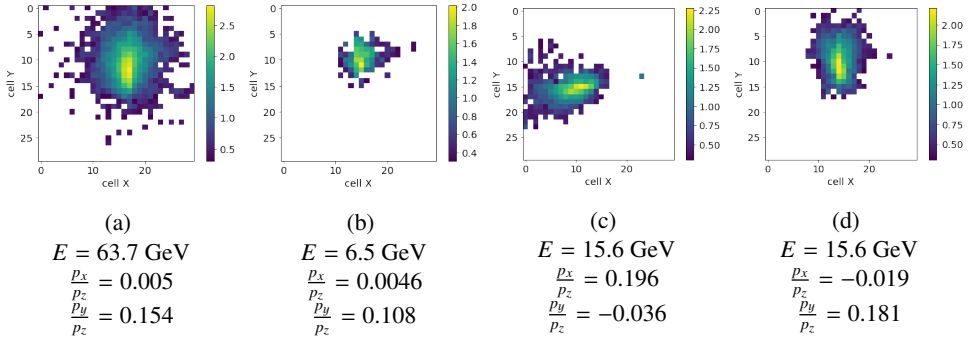 0
5
10
15
20
25
cell Y
0 10 20
cell X
2.5
2.0
1.5
1.0
0.5
0
5
10
15
20
25
cell Y
0 10 20
cell X
2.0
1.8
1.6
1.4
1.2
1.0
0.8
0.6
0.4
0
5
10
15
20
25
cell Y
0 10 20
cell X
2.25
2.00
1.75
1.50
1.25
1.00
0.75
0.50
0
5
10
15
20
25
cell Y
0 10 20
cell X
2.00
1.75
1.50
1.25
1.00
0.75
0.50
(a)
E = 63.7 GeV
px/pz = 0.005
py/pz = 0.154
(b)
E = 6.5 GeV
px/pz = 0.0046
py/pz = 0.108
(c)
E = 15.6 GeV
px/pz = 0.196
py/pz = −0.036
(d)
E = 15.6 GeV
px/pz = −0.019
py/pz = 0.181